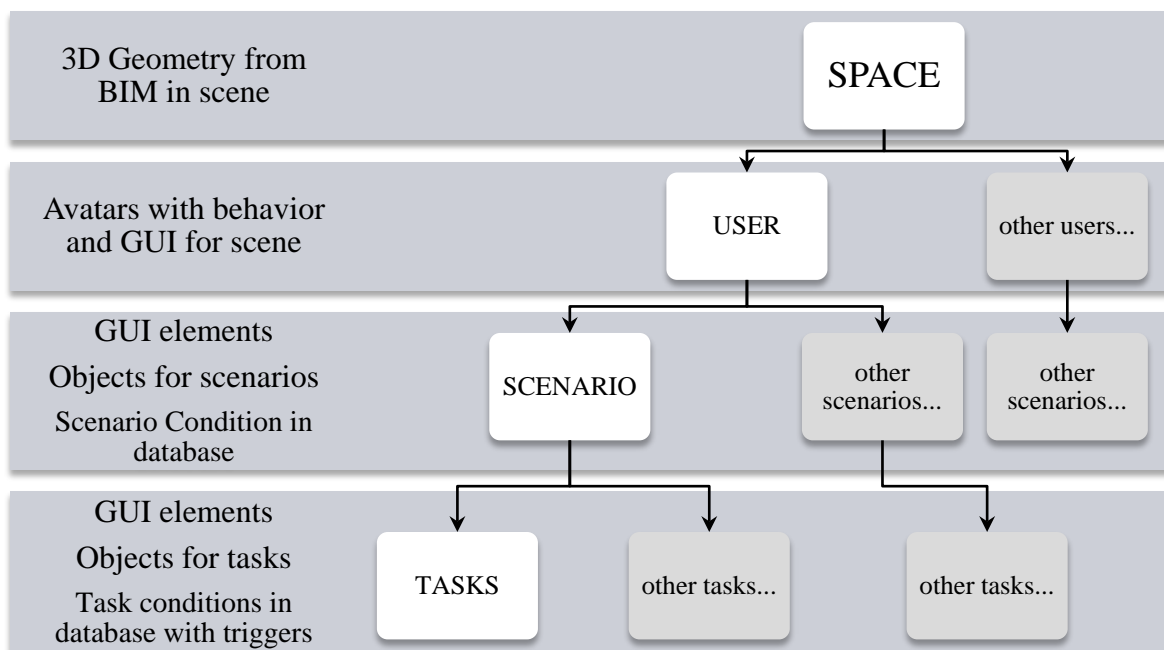 3D Geometry from
BIM in scene
SPACE
Avatars with behavior
and GUI for scene
USER
other users...
GUI elements
Objects for scenarios
Scenario Condition in
database
SCENARIO
other
scenarios...
other
scenarios...
GUI elements
Objects for tasks
Task conditions in
database with triggers
TASKS
other tasks...
other tasks...